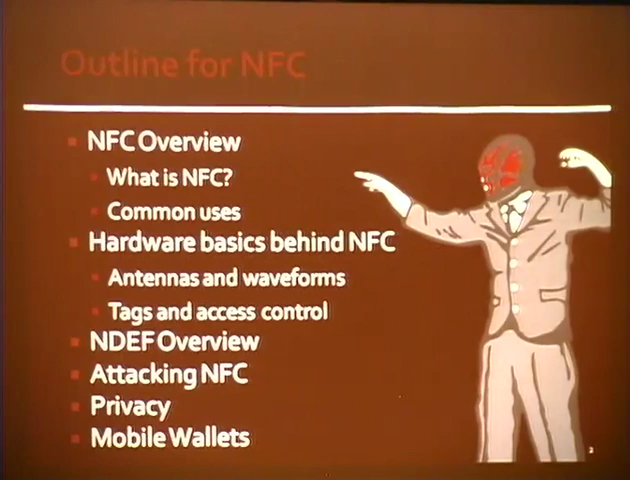 Outline for NFC
NFC Overview
What is NFC?
Common uses
Hardware basics behind NFC
Antennas and waveforms
Tags and access control
NDEF Overview
Attacking NFC
Privacy
Mobile Wallets
2